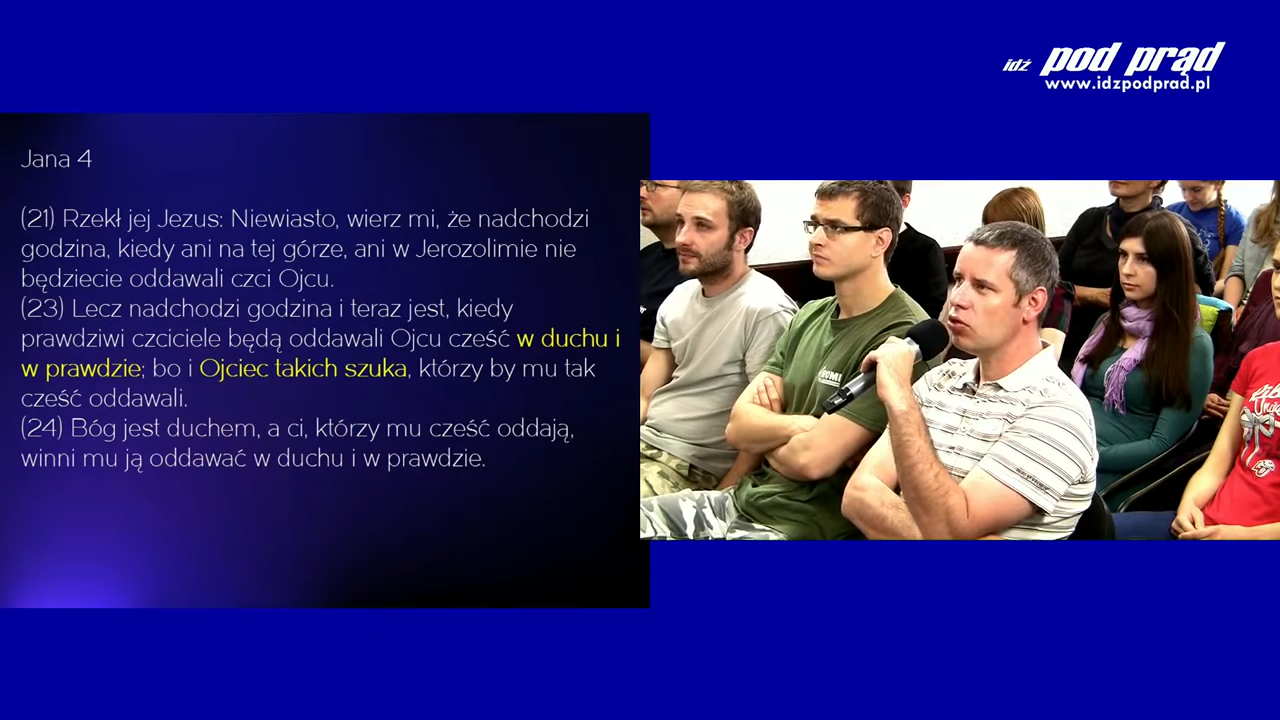 idź pod prąd
www.idzpodprad.pl
Jana 4
(21) Rzekł jej Jezus: Niewiasto, wierz mi, że nadchodzi
godzina, kiedy ani na tej górze, ani w Jerozolimie nie
będziecie oddawali czci Ojcu.
(23) Lecz nadchodzi godzina i teraz jest, kiedy
prawdziwi czciciele będą oddawali Ojcu cześć w duchu i
w prawdzie; bo i Ojciec takich szuka, którzy by mu tak
cześć oddawali.
(24) Bóg jest duchem, a ci, którzy mu cześć oddają,
winni mu ją oddawać w duchu i w prawdzie.